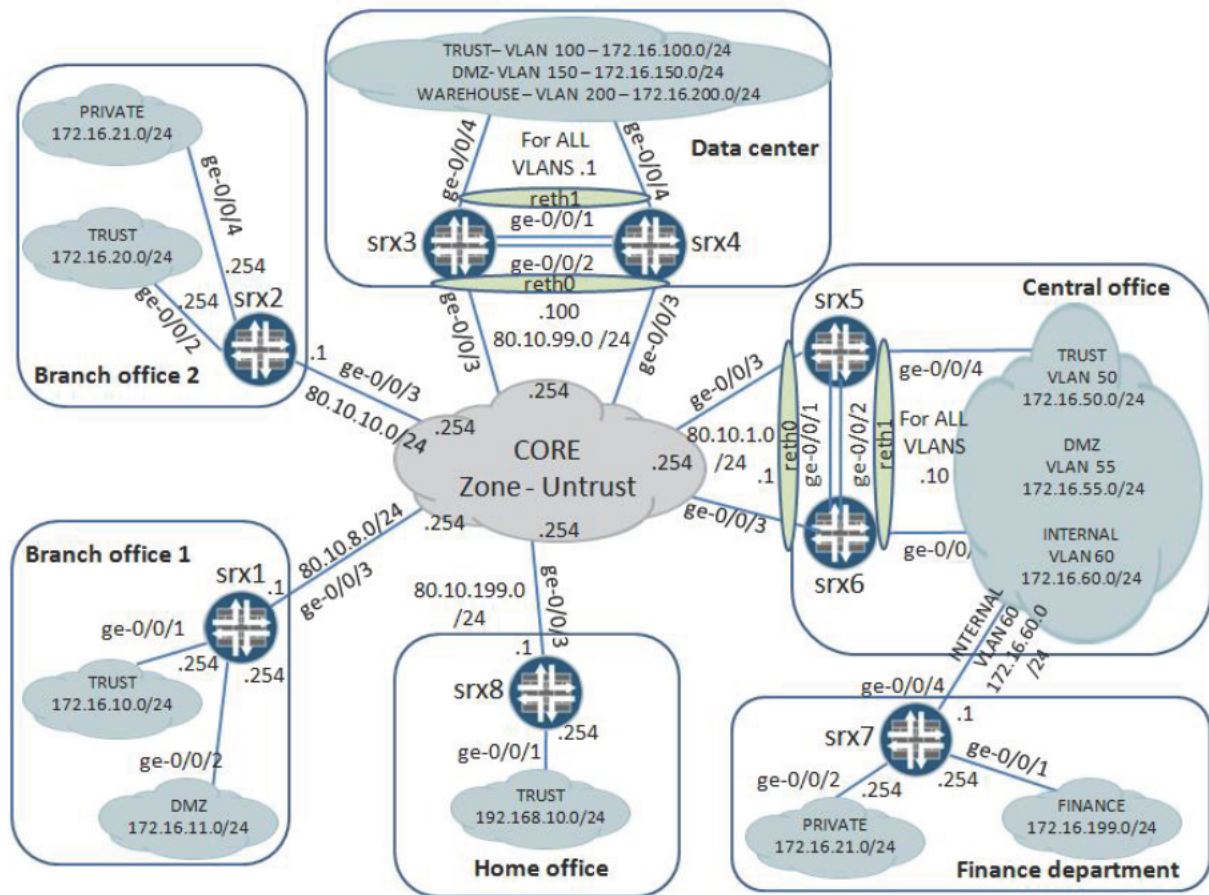 TRUST– VLAN 100 – 172.16.100.0/24
DMZ- VLAN 150 – 172.16.150.0/24
WAREHOUSE – VLAN 200 – 172.16.200.0/24
ge-0/0/4
For ALL
VLANS .1
ge-0/0/4
Data center
reth1
ge-0/0/1
srx3
srx4
ge-0/0/2
reth0
.100
80.10.99.0 /24
ge-0/0/3
ge-0/0/3
PRIVATE
172.16.21.0/24
ge-0/0/4
TRUST
172.16.20.0/24
.254
.254
srx2
ge-0/0/2
.1
Branch office 2
ge-0/0/3
80.10.10.0/24
Central office
srx5
ge-0/0/3
ge-0/0/4
TRUST
VLAN 50
172.16.50.0/24
reth0
ge-0/0/1
ge-0/0/2
reth1
For ALL
VLANS
.10
DMZ
VLAN 55
172.16.55.0/24
80.10.1.0
/24
.1
ge-0/0/3
srx6
ge-0/0/
INTERNAL
VLAN 60
172.16.60.0/24
.254
.254
CORE
Zone - Untrust
.254
.254
.254
Branch office 1
80.10.8.0/24
ge-0/0/3
srx1
.1
ge-0/0/1
.254
.254
TRUST
172.16.10.0/24
ge-0/0/2
DMZ
172.16.11.0/24
80.10.199.0
/24
ge-0/0/3
.1
srx8
ge-0/0/1
.254
TRUST
192.168.10.0/24
Home office
INTERNAL
VLAN 60
172.16.60.0
/24
ge-0/0/4
.1
srx7
ge-0/0/1
ge-0/0/2
.254
.254
PRIVATE
172.16.21.0/24
FINANCE
172.16.199.0/24
Finance department